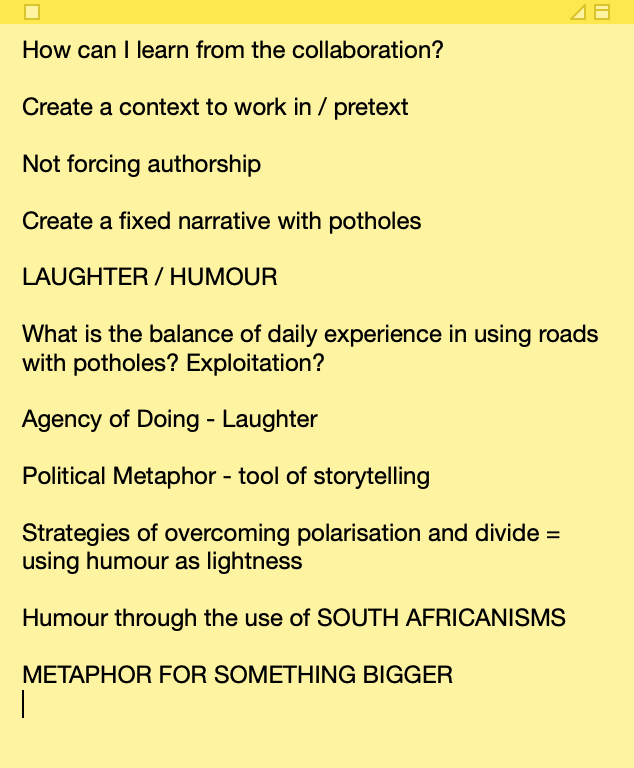 How can I learn from the collaboration?
Create a context to work in / pretext
Not forcing authorship
Create a fixed narrative with potholes
LAUGHTER / HUMOUR
What is the balance of daily experience in using roads
with potholes? Exploitation?
Agency of Doing - Laughter
Political Metaphor - tool of storytelling
Strategies of overcoming polarisation and divide =
using humour as lightness
Humour through the use of SOUTH AFRICANISMS
METAPHOR FOR SOMETHING BIGGER